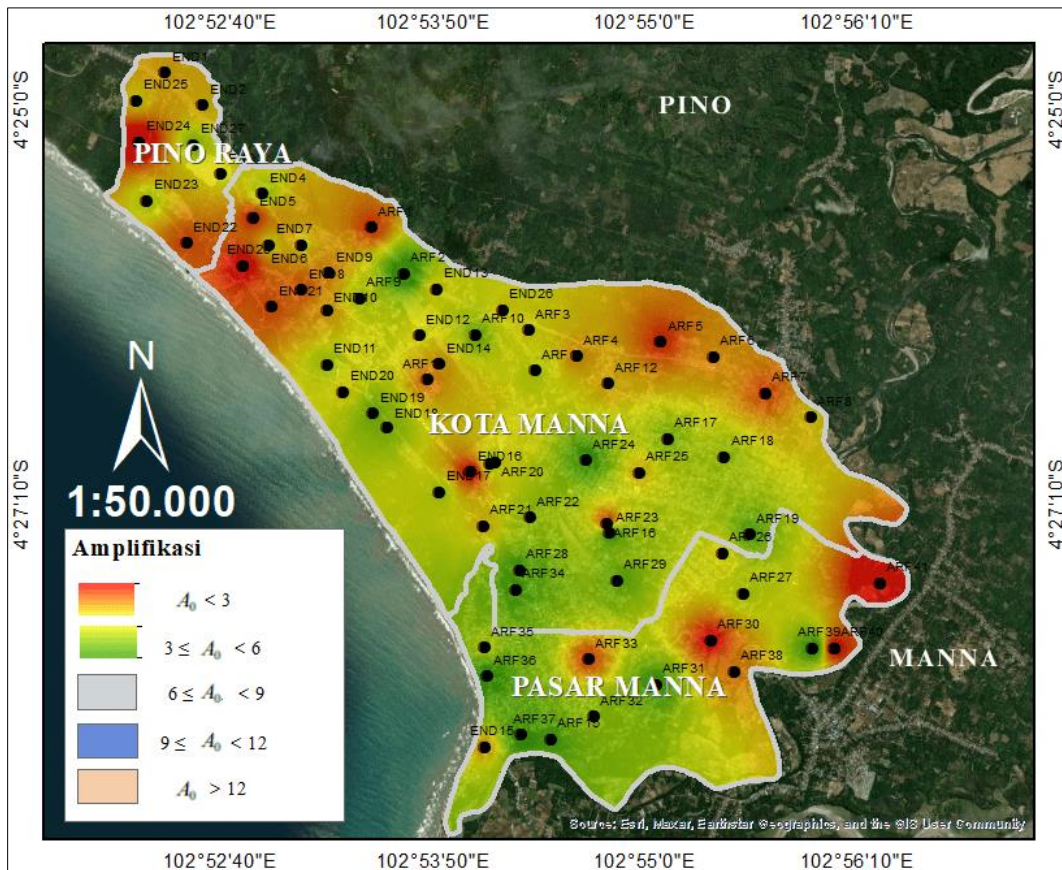 102°52'40"E 102°53'50"E 102°55'0"E 102°56'10"E
4°25'0"S
4°25'0"S
END1
END25
END2
END24
END27
PINO
PINO RAYA
END23
END4
END5
END22
END7
END6
END9
ARF2
END13
END8
ARF9
END21
END10
END26
ARF10
ARF3
END12
ARF5
END14
ARF4
ARF6
END11
ARF12
END20
ARF7
END19
ARF8
END18
KOTA MANNA
ARF17
ARF24
ARF18
END16
ARF25
END17
ARF20
N
1:50.000
4°27'10"S
4°27'10"S
ARF22
ARF21
ARF23
ARF16
ARF19
ARF26
ARF28
ARF29
ARF34
ARF27
ARF35
ARF33
ARF30
ARF39
ARF40
ARF36
ARF38
MANNA
ARF31
PASAR MANNA
ARF32
ARF37
ARF15
END15
Amplifikasi
A₀ < 3
3 ≤ A₀ < 6
6 ≤ A₀ < 9
9 ≤ A₀ < 12
A₀ > 12
Source: Esri, Maxar, Earthstar Geographics, and the GIS User Community
102°52'40"E 102°53'50"E 102°55'0"E 102°56'10"E